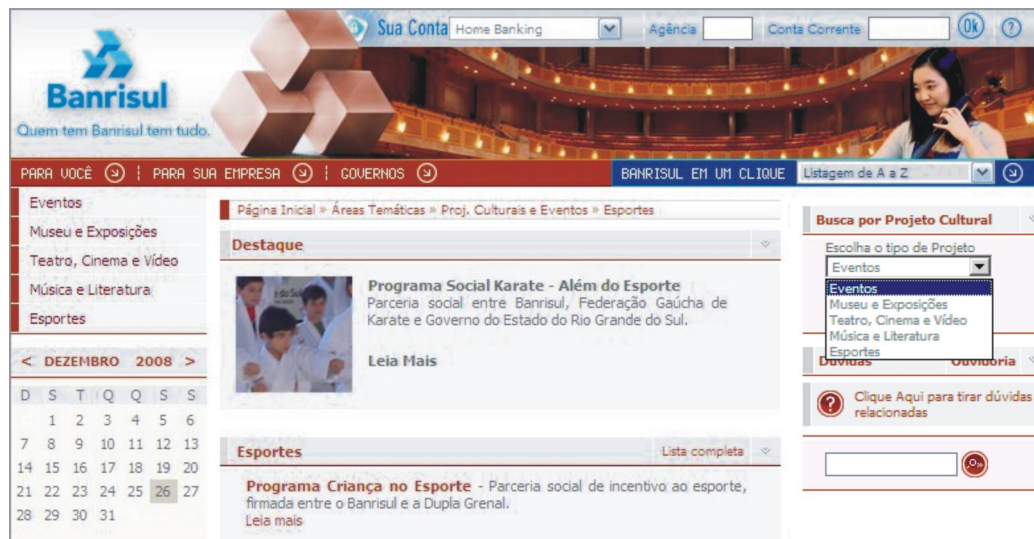 Sua Conta Home Banking Agência Conta Corrente Ok ?
Banrisul
Quem tem Banrisul tem tudo.
PARA VOCÊ | PARA SUA EMPRESA | GOVERNOS BANRISUL EM UM CLIQUE Listagem de A a Z
Eventos
Museu e Exposições
Teatro, Cinema e Vídeo
Música e Literatura
Esportes
< DEZEMBRO 2008 >
D S T Q Q S S
1 2 3 4 5 6
7 8 9 10 11 12 13
14 15 16 17 18 19 20
21 22 23 24 25 26 27
28 29 30 31
Página Inicial » Áreas Temáticas » Proj. Culturais e Eventos » Esportes
Destaque
Programa Social Karate - Além do Esporte
Parceria social entre Banrisul, Federação Gaúcha de
Karate e Governo do Estado do Rio Grande do Sul.
Leia Mais
Esportes Lista completa
Programa Criança no Esporte - Parceria social de incentivo ao esporte,
firmada entre o Banrisul e a Dupla Grenal.
Leia mais
Busca por Projeto Cultural
Escolha o tipo de Projeto
Eventos
Eventos
Museu e Exposições
Teatro, Cinema e Vídeo
Música e Literatura
Esportes
Dúvidas Ouvidoria
? Clique Aqui para tirar dúvidas
relacionadas